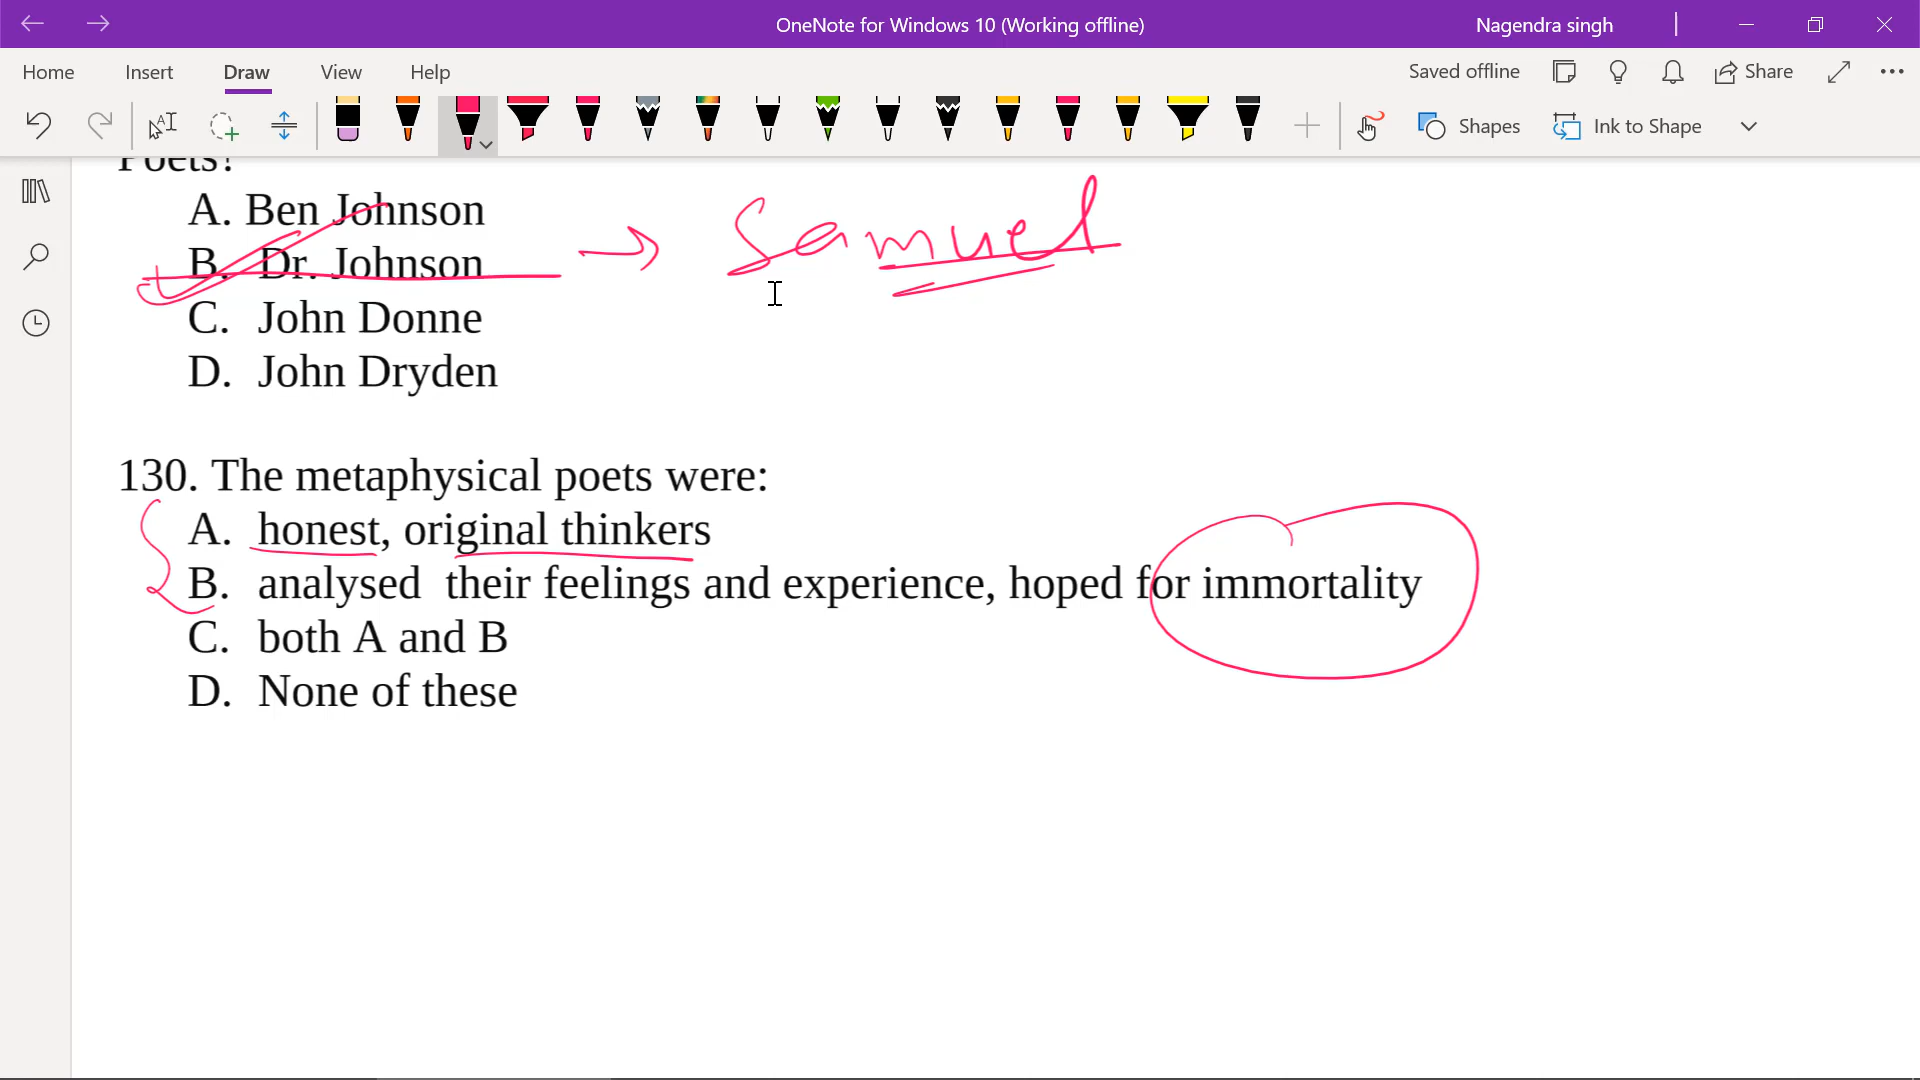 OneNote for Windows 10 (Working offline)
Nagendra singh
Home Insert Draw View Help
Saved offline Share
Shapes Ink to Shape
Poets?
A. Ben Johnson
B. Dr. Johnson → Samuel
C. John Donne
D. John Dryden
130. The metaphysical poets were:
A. honest, original thinkers
B. analysed their feelings and experience, hoped for immortality
C. both A and B
D. None of these